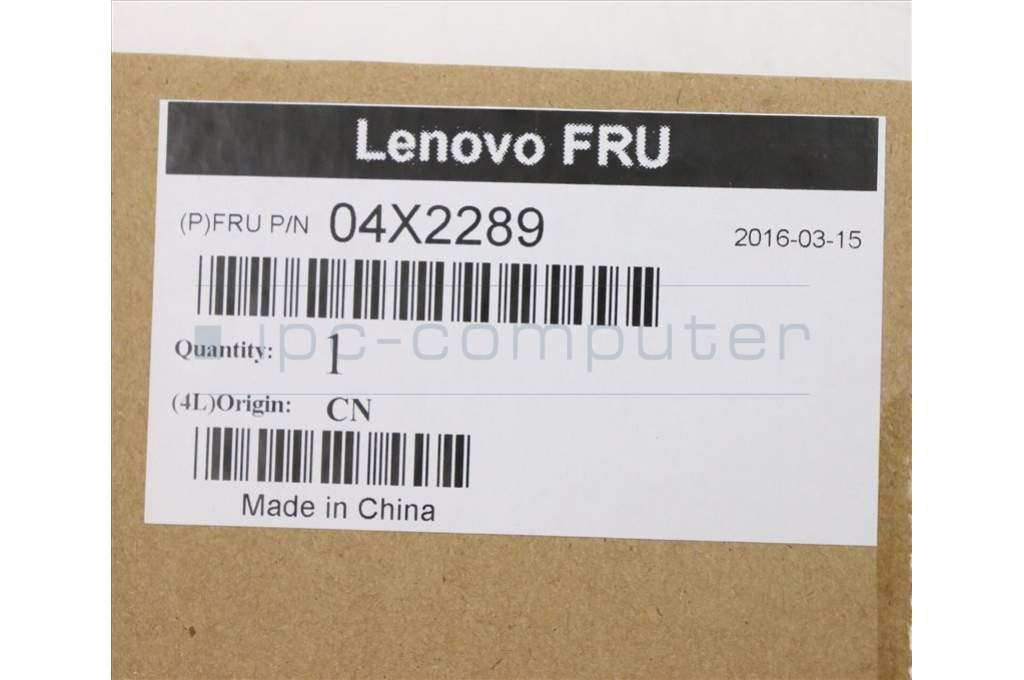 Lenovo FRU
(P)FRU P/N 04X2289 2016-03-15
ipc-computer
Quantity: 1
(4L)Origin: CN
Made in China